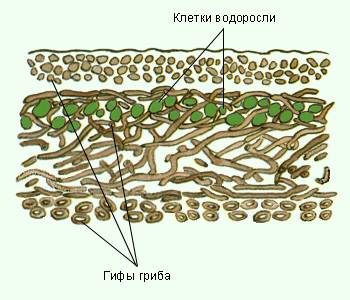 Клетки водоросли
Гифы гриба